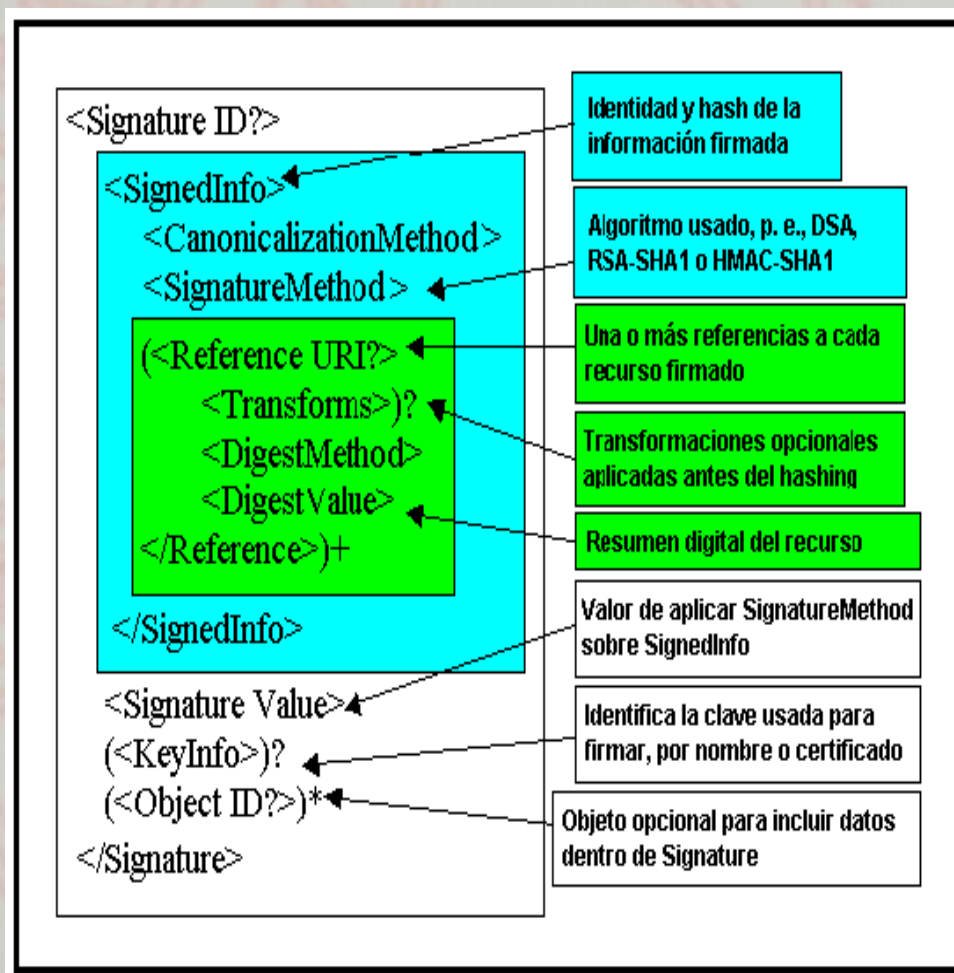 <Signature ID?>
<SignedInfo>
<CanonicalizationMethod>
<SignatureMethod>
(<Reference URI?>
<Transforms>)?
<DigestMethod>
<DigestValue>
</Reference>)+
</SignedInfo>
<Signature Value>
(<KeyInfo>)?
(<Object ID?>)*
</Signature>
Identidad y hash de la
información firmada
Algoritmo usado, p. e., DSA,
RSA-SHA1 o HMAC-SHA1
Una o más referencias a cada
recurso firmado
Transformaciones opcionales
aplicadas antes del hashing
Resumen digital del recurso
Valor de aplicar SignatureMethod
sobre SignedInfo
Identifica la clave usada para
firmar, por nombre o certificado
Objeto opcional para incluir datos
dentro de Signature